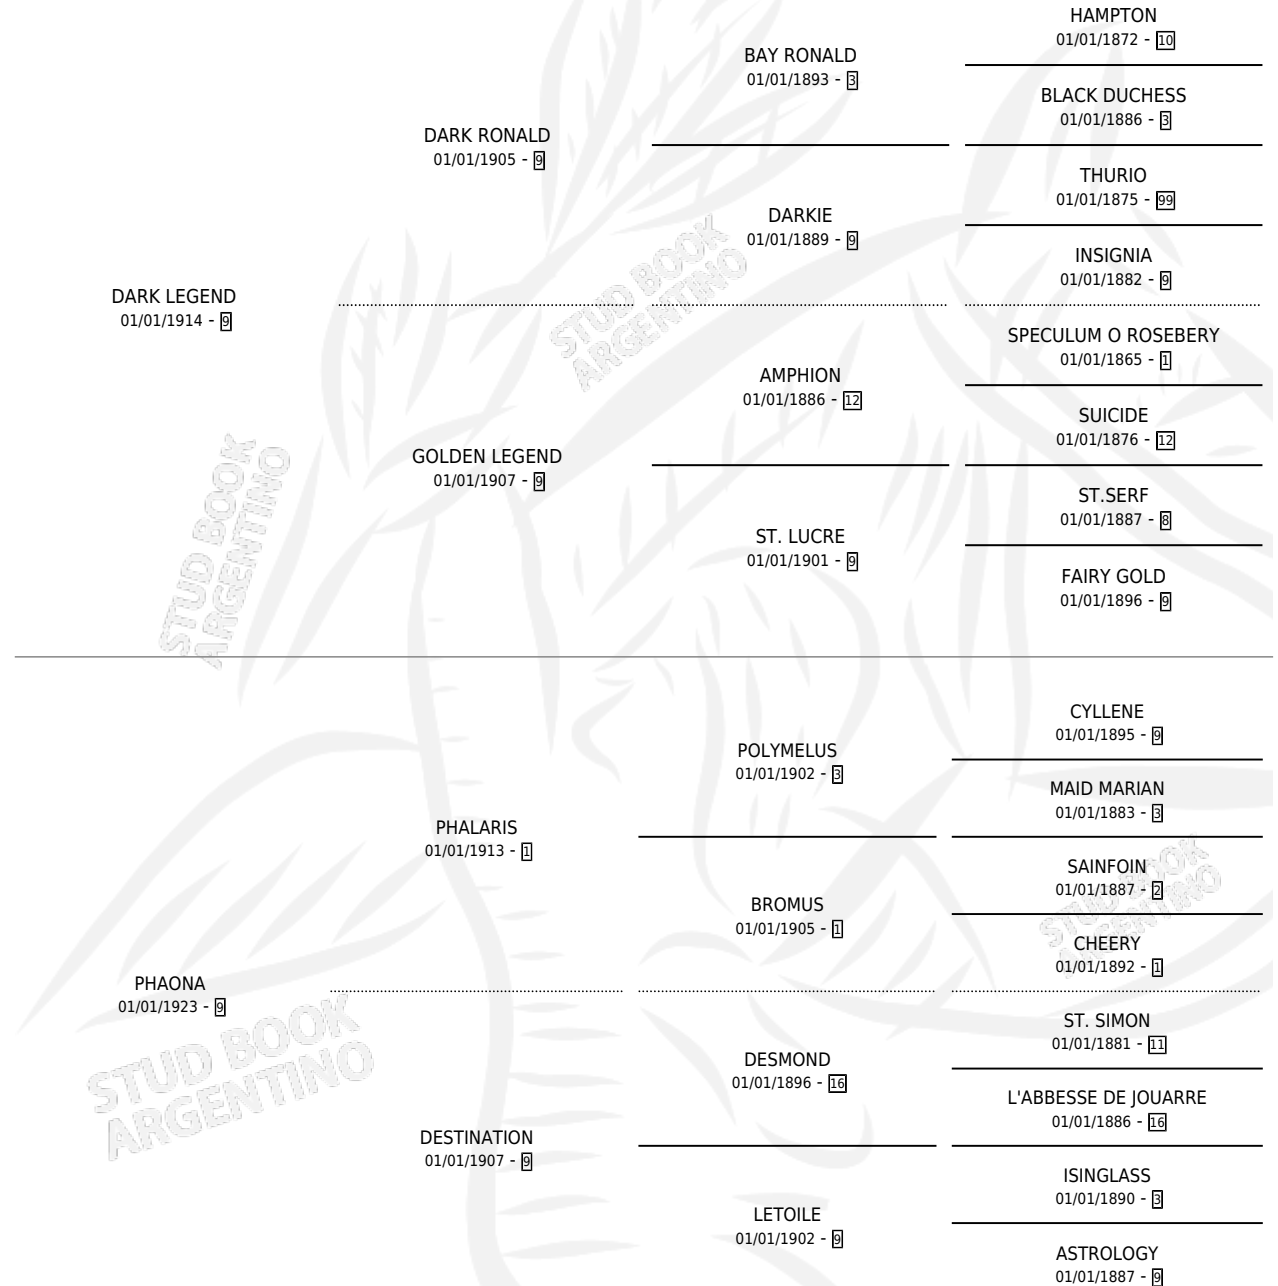 HAMPTON
01/01/1872 - 10
BAY RONALD
01/01/1893 - 3
BLACK DUCHESS
01/01/1886 - 3
DARK RONALD
01/01/1905 - 9
THURIO
01/01/1875 - 99
DARKIE
01/01/1889 - 9
INSIGNIA
01/01/1882 - 9
DARK LEGEND
01/01/1914 - 9
SPECULUM O ROSEBERY
01/01/1865 - 1
AMPHION
01/01/1886 - 12
SUICIDE
01/01/1876 - 12
GOLDEN LEGEND
01/01/1907 - 9
ST.SERF
01/01/1887 - 8
ST. LUCRE
01/01/1901 - 9
FAIRY GOLD
01/01/1896 - 9
CYLLENE
01/01/1895 - 9
POLYMELUS
01/01/1902 - 3
MAID MARIAN
01/01/1883 - 3
PHALARIS
01/01/1913 - 1
SAINFOIN
01/01/1887 - 2
BROMUS
01/01/1905 - 1
CHEERY
01/01/1892 - 1
PHAONA
01/01/1923 - 9
ST. SIMON
01/01/1881 - 11
DESMOND
01/01/1896 - 16
L'ABBESSE DE JOUARRE
01/01/1886 - 16
DESTINATION
01/01/1907 - 9
ISINGLASS
01/01/1890 - 3
LETOILE
01/01/1902 - 9
ASTROLOGY
01/01/1887 - 9
STUD BOOK
ARGENTINO
STUD BOOK
ARGENTINO
STUD BOOK
ARGENTINO
STUD BOOK
ARGENTINO